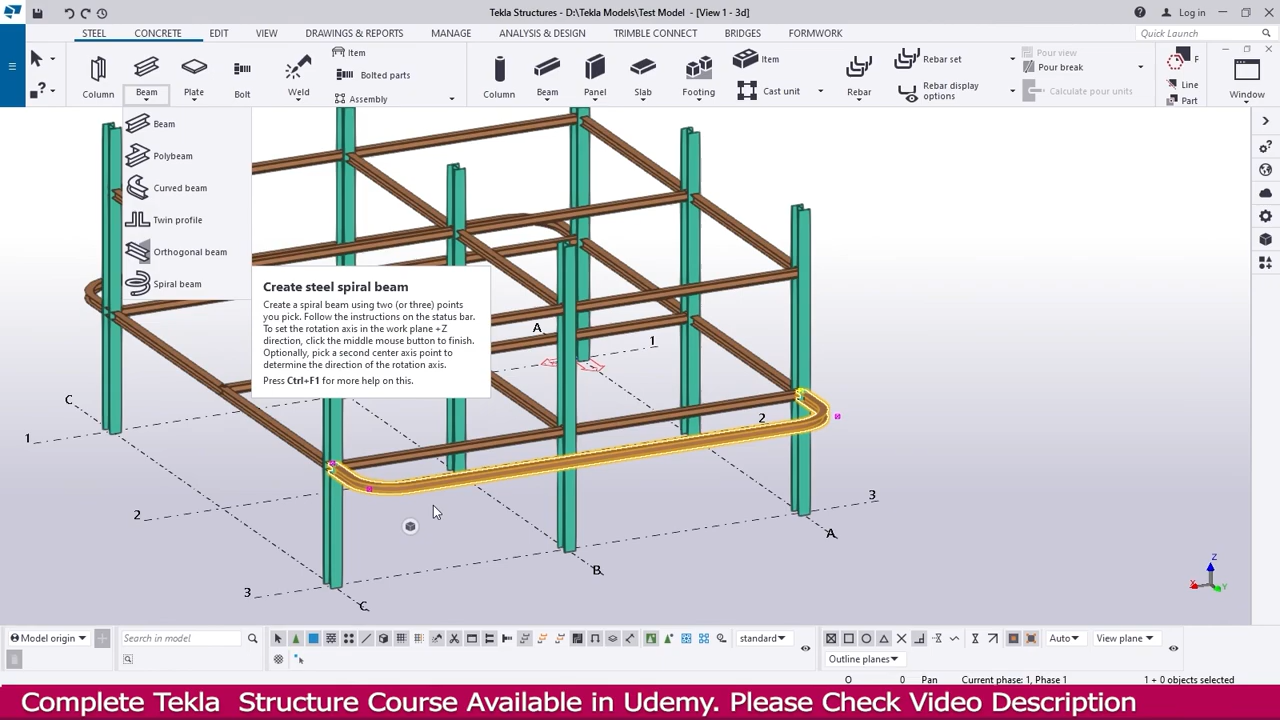 Tekla Structures - D:\Tekla Models\Test Model - [View 1 - 3d]
Log in
STEEL CONCRETE EDIT VIEW DRAWINGS & REPORTS MANAGE ANALYSIS & DESIGN TRIMBLE CONNECT BRIDGES FORMWORK
Quick Launch
Column Beam Plate Bolt Weld
Item
Bolted parts
Assembly
Column Beam Panel Slab Footing
Item
Cast unit
Rebar
Rebar set
Rebar display
options
Pour view
Pour break
Calculate pour units
F
Line
Part
Window
Beam
Polybeam
Curved beam
Twin profile
Orthogonal beam
Spiral beam
Create steel spiral beam
Create a spiral beam using two (or three) points
you pick. Follow the instructions on the status bar.
To set the rotation axis in the work plane +Z
direction, click the middle mouse button to finish.
Optionally, pick a second center axis point to
determine the direction of the rotation axis.
Press Ctrl+F1 for more help on this.
A
1
C
1
2
2
3
A
B
3
C
Z
X
Y
Model origin
Search in model
standard
Auto
View plane
Outline planes
O 0 Pan Current phase: 1, Phase 1 1 + 0 objects selected
Complete Tekla Structure Course Available in Udemy. Please Check Video Description